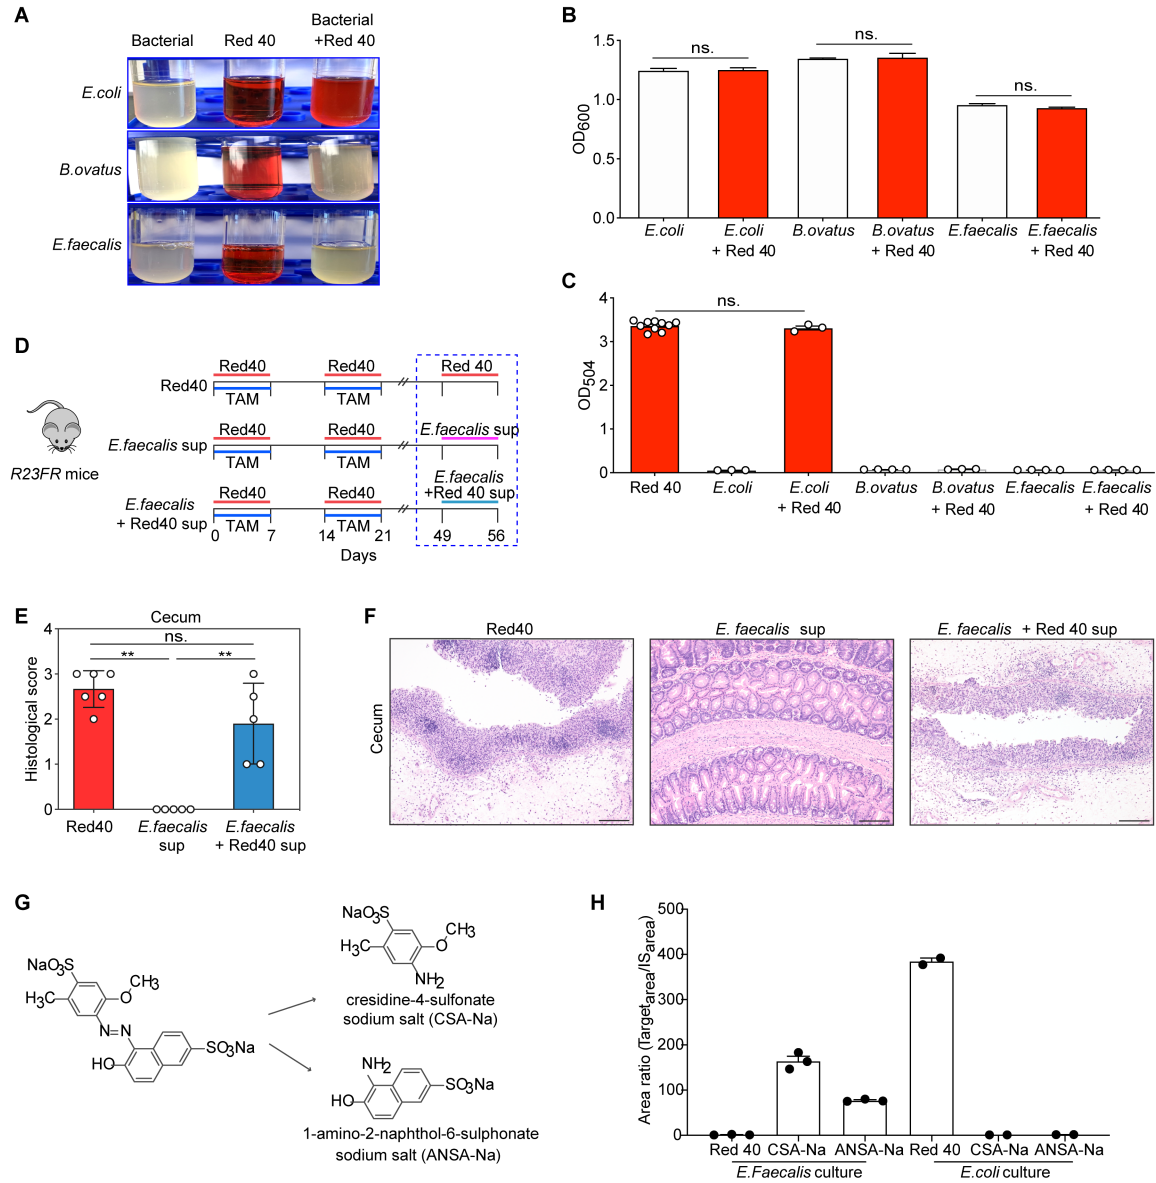 A
Bacterial
Red 40
Bacterial
+Red 40
E.coli
B.ovatus
E.faecalis
B
OD600
1.5
1.0
0.5
0.0
ns.
ns.
ns.
E.coli
E.coli
+ Red 40
B.ovatus
B.ovatus
+ Red 40
E.faecalis
E.faecalis
+ Red 40
C
OD504
4
3
2
1
0
ns.
Red 40
E.coli
E.coli
+ Red 40
B.ovatus
B.ovatus
+ Red 40
E.faecalis
E.faecalis
+ Red 40
D
R23FR mice
Red40
Red40
Red40
Red 40
TAM
TAM
E.faecalis sup
Red40
Red40
E.faecalis sup
TAM
TAM
E.faecalis
+ Red40 sup
Red40
Red40
E.faecalis
+Red 40 sup
TAM
TAM
0
7
14
21
49
56
Days
E
Cecum
Histological score
4
3
2
1
0
ns.
**
**
Red40
E.faecalis
sup
E.faecalis
+ Red40 sup
F
Red40
E. faecalis sup
E. faecalis + Red 40 sup
Cecum
G
NaO3S
H3C
O
CH3
N=N
HO
SO3Na
NaO3S
H3C
O
CH3
NH2
cresidine-4-sulfonate
sodium salt (CSA-Na)
NH2
HO
SO3Na
1-amino-2-naphthol-6-sulphonate
sodium salt (ANSA-Na)
H
Area ratio (Targetarea/ISarea)
500
400
300
200
100
0
Red 40
CSA-Na
ANSA-Na
Red 40
CSA-Na
ANSA-Na
E.Faecalis culture
E.coli culture